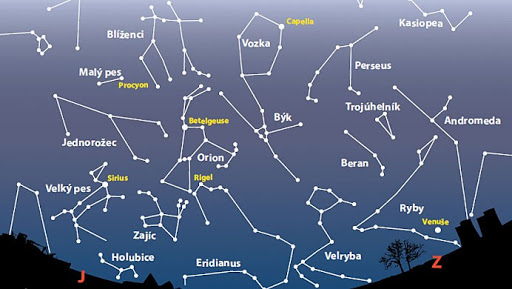 Capella
Kasiopea
Blíženci
Vozka
Perseus
Malý pes
Procyon
Trojúhelník
Býk
Andromeda
Betelgeuse
Jednorožec
Orion
Beran
Sirius
Rigel
Velký pes
Ryby
Venuše
Zajíc
Holubice
Eridianus
Velryba
J
Z